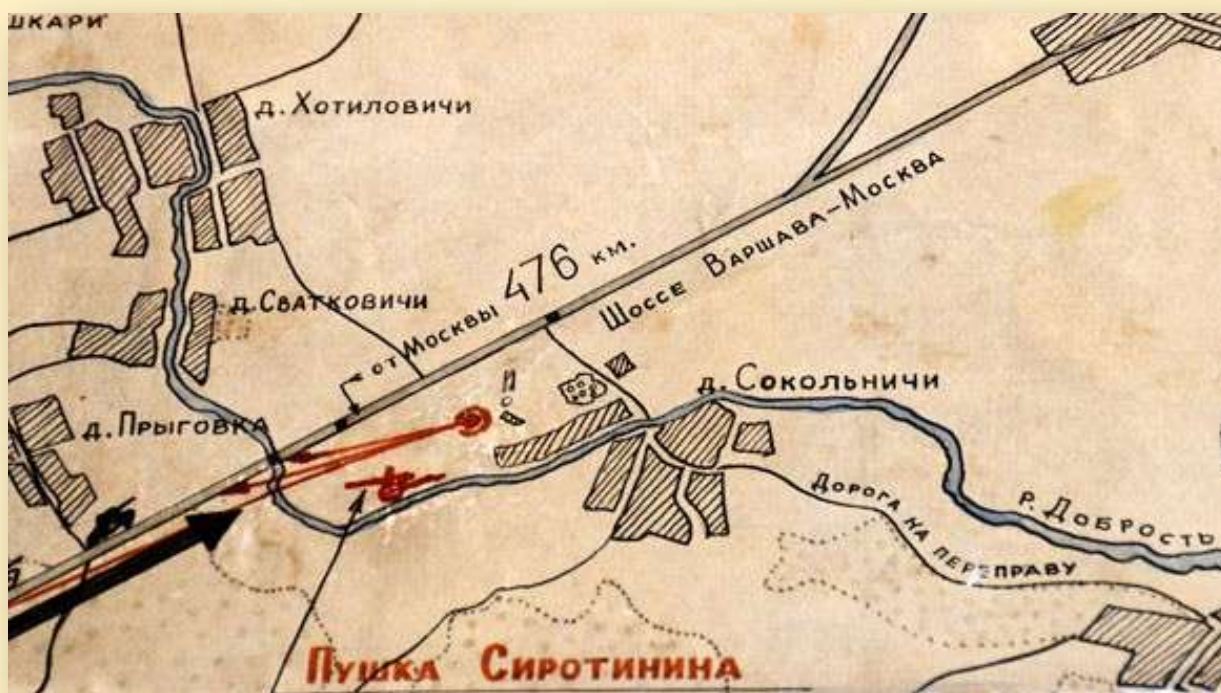 шкари
д. Хотиловичи
д. Сватковичи
от Москвы 476 км.
Шоссе Варшава–Москва
д. Прыговка
д. Сокольничи
Дорога на переправу
р. Добрость
Пушка Сиротинина